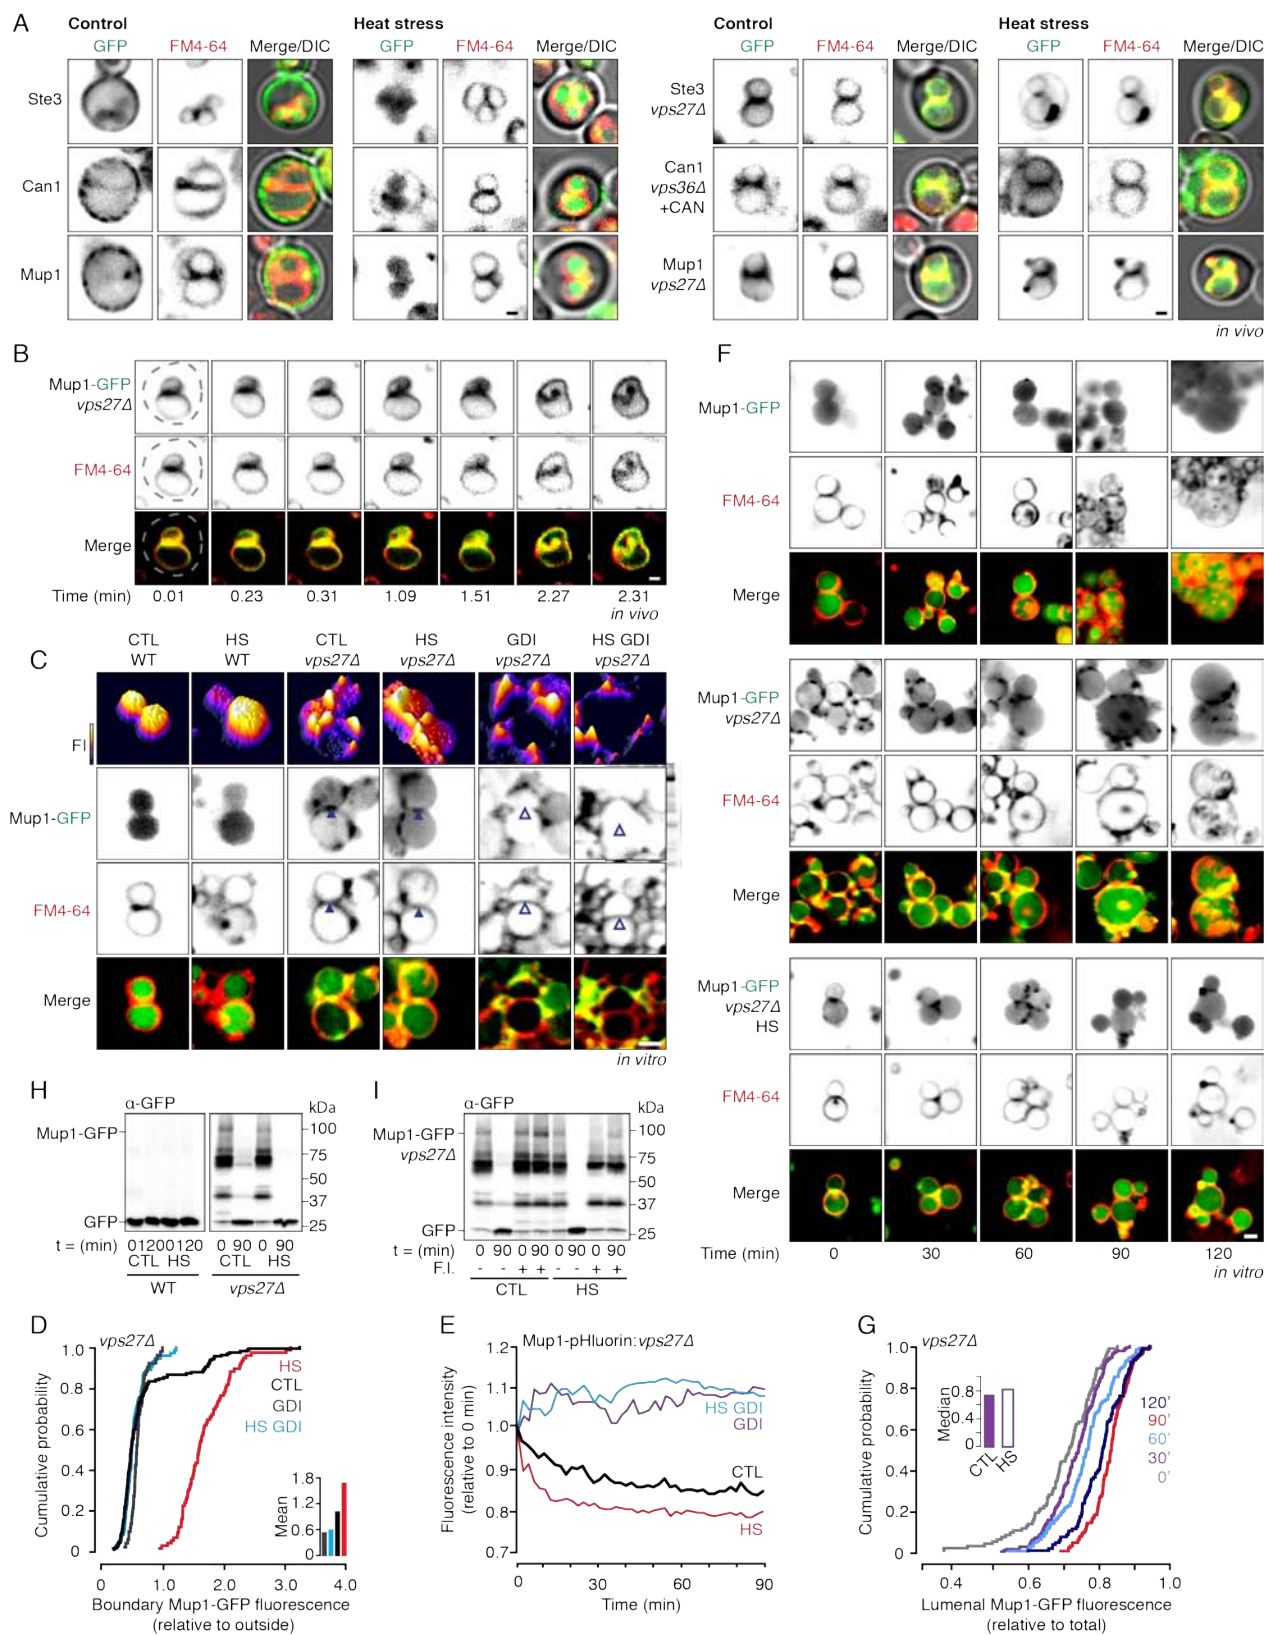 A
Control
Heat stress
Control
Heat stress
GFP FM4-64 Merge/DIC
GFP FM4-64 Merge/DIC
GFP FM4-64 Merge/DIC
GFP FM4-64 Merge/DIC
Ste3
Can1
Mup1
Ste3
vps27Δ
Can1
vps36Δ
+CAN
Mup1
vps27Δ
in vivo
B
Mup1-GFP
vps27Δ
FM4-64
Merge
Time (min) 0.01 0.23 0.31 1.09 1.51 2.27 2.31
in vivo
C
CTL WT
HS WT
CTL vps27Δ
HS vps27Δ
GDI vps27Δ
HS GDI vps27Δ
FI
Mup1-GFP
FM4-64
Merge
in vitro
F
Mup1-GFP
FM4-64
Merge
Mup1-GFP
vps27Δ
FM4-64
Merge
Mup1-GFP
vps27Δ
HS
FM4-64
Merge
Time (min) 0 30 60 90 120
in vitro
H
α-GFP
kDa
Mup1-GFP
GFP
100
75
50
37
25
t = (min) 0 120 0 120 0 90 0 90
CTL HS CTL HS
WT vps27Δ
I
α-GFP
kDa
Mup1-GFP
vps27Δ
GFP
100
75
50
37
25
t = (min) 0 90 0 90 0 90 0 90
F.I. - - + + - - + +
CTL HS
D
vps27Δ
Cumulative probability
1.0
0.8
0.6
0.4
0.2
0
HS
CTL
GDI
HS GDI
Mean
1.8
1.2
0.6
0
0 1.0 2.0 3.0 4.0
Boundary Mup1-GFP fluorescence
(relative to outside)
E
Mup1-pHluorin:vps27Δ
Fluorescence intensity
(relative to 0 min)
1.2
1.1
1.0
0.9
0.8
0.7
HS GDI
GDI
CTL
HS
0 30 60 90
Time (min)
G
vps27Δ
Cumulative probability
1.0
0.8
0.6
0.4
0.2
0
Median
0.8
0.4
0
CTL
HS
120'
90'
60'
30'
0'
0.4 0.6 0.8 1.0
Lumenal Mup1-GFP fluorescence
(relative to total)